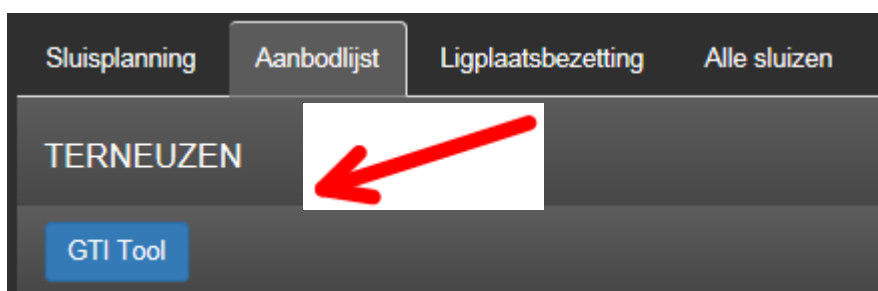 Sluisplanning Aanbodlijst Ligplaatsbezetting Alle sluizen
TERNEUZEN
GTI Tool